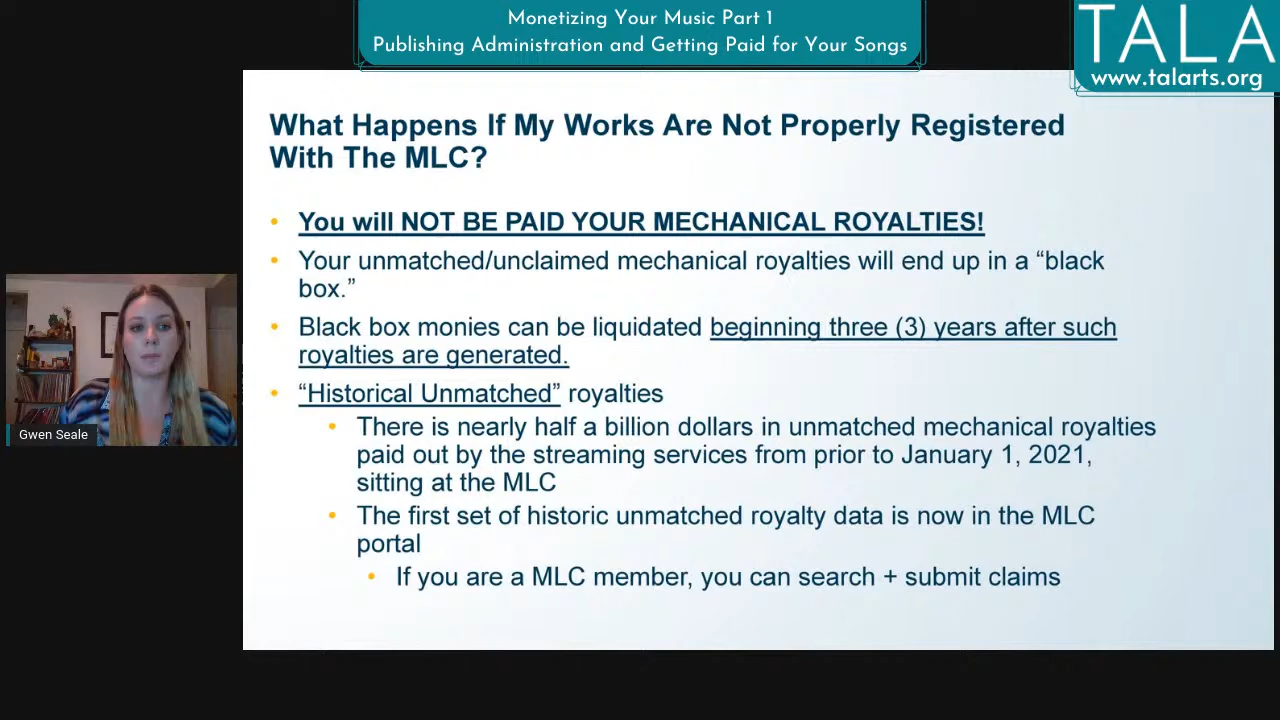 Monetizing Your Music Part 1
Publishing Administration and Getting Paid for Your Songs
TALA
www.talarts.org
What Happens If My Works Are Not Properly Registered
With The MLC?
• You will NOT BE PAID YOUR MECHANICAL ROYALTIES!
• Your unmatched/unclaimed mechanical royalties will end up in a “black
box.”
• Black box monies can be liquidated beginning three (3) years after such
royalties are generated.
• “Historical Unmatched” royalties
• There is nearly half a billion dollars in unmatched mechanical royalties
paid out by the streaming services from prior to January 1, 2021,
sitting at the MLC
• The first set of historic unmatched royalty data is now in the MLC
portal
• If you are a MLC member, you can search + submit claims
Gwen Seale